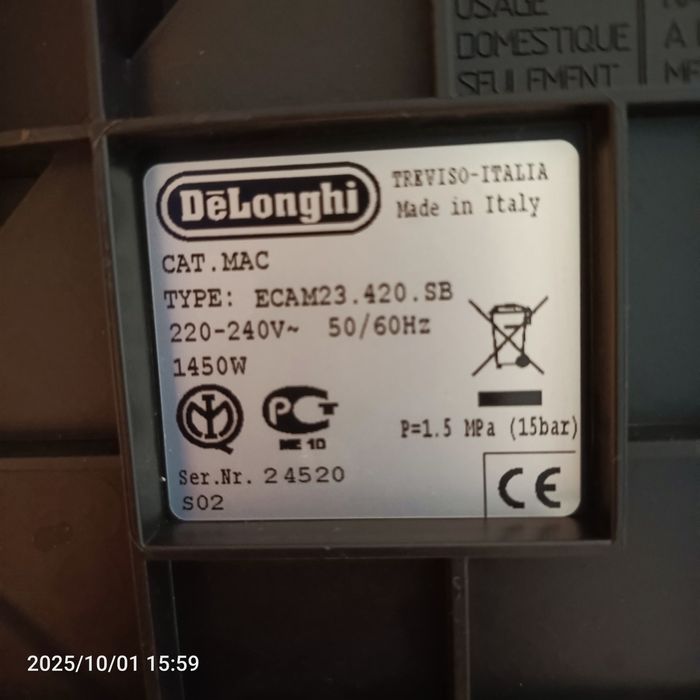 USAGE
DOMESTIQUE
SEULEMENT
DeLonghi
TREVISO-ITALIA
Made in Italy
CAT.MAC
TYPE: ECAM23.420.SB
220-240V~ 50/60Hz
1450W
P=1.5 MPa (15bar)
ME 10
Ser.Nr. 24520
S02
CE
2025/10/01 15:59